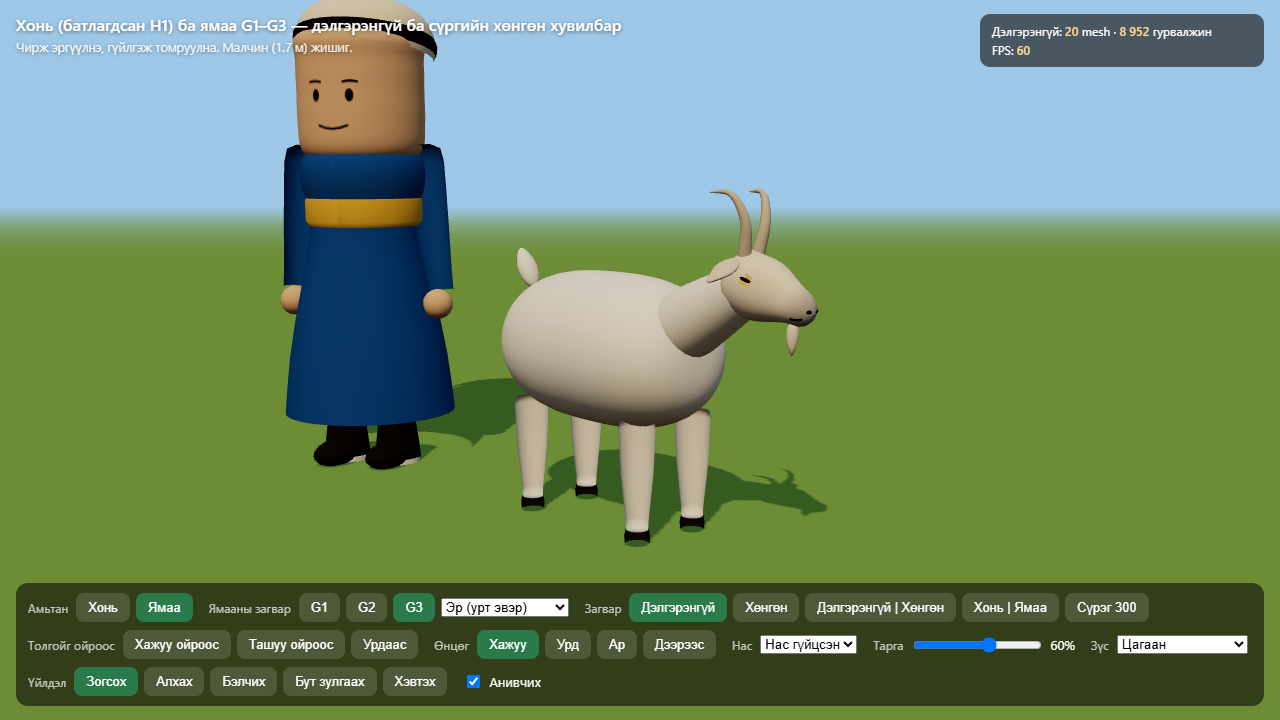 Хонь (батлагдсан H1) ба ямаа G1–G3 — дэлгэрэнгүй ба сүргийн хөнгөн хувилбар
Чирж эргүүлнэ, гүйлгэж томруулна. Малчин (1.7 м) жишиг.
Дэлгэрэнгүй: 20 mesh · 8 952 гурвалжин
FPS: 60
Амьтан Хонь Ямаа Ямааны загвар G1 G2 G3 Эр (урт эвэр) Загвар Дэлгэрэнгүй Хөнгөн Дэлгэрэнгүй | Хөнгөн Хонь | Ямаа Сүрэг 300
Толгойг ойроос Хажуу ойроос Ташуу ойроос Урдаас Өнцөг Хажуу Урд Ар Дээрээс Нас Нас гүйцсэн Тарга 60% Зүс Цагаан
Үйлдэл Зогсох Алхах Бэлчих Бут зулгаах Хэвтэх Анивчих